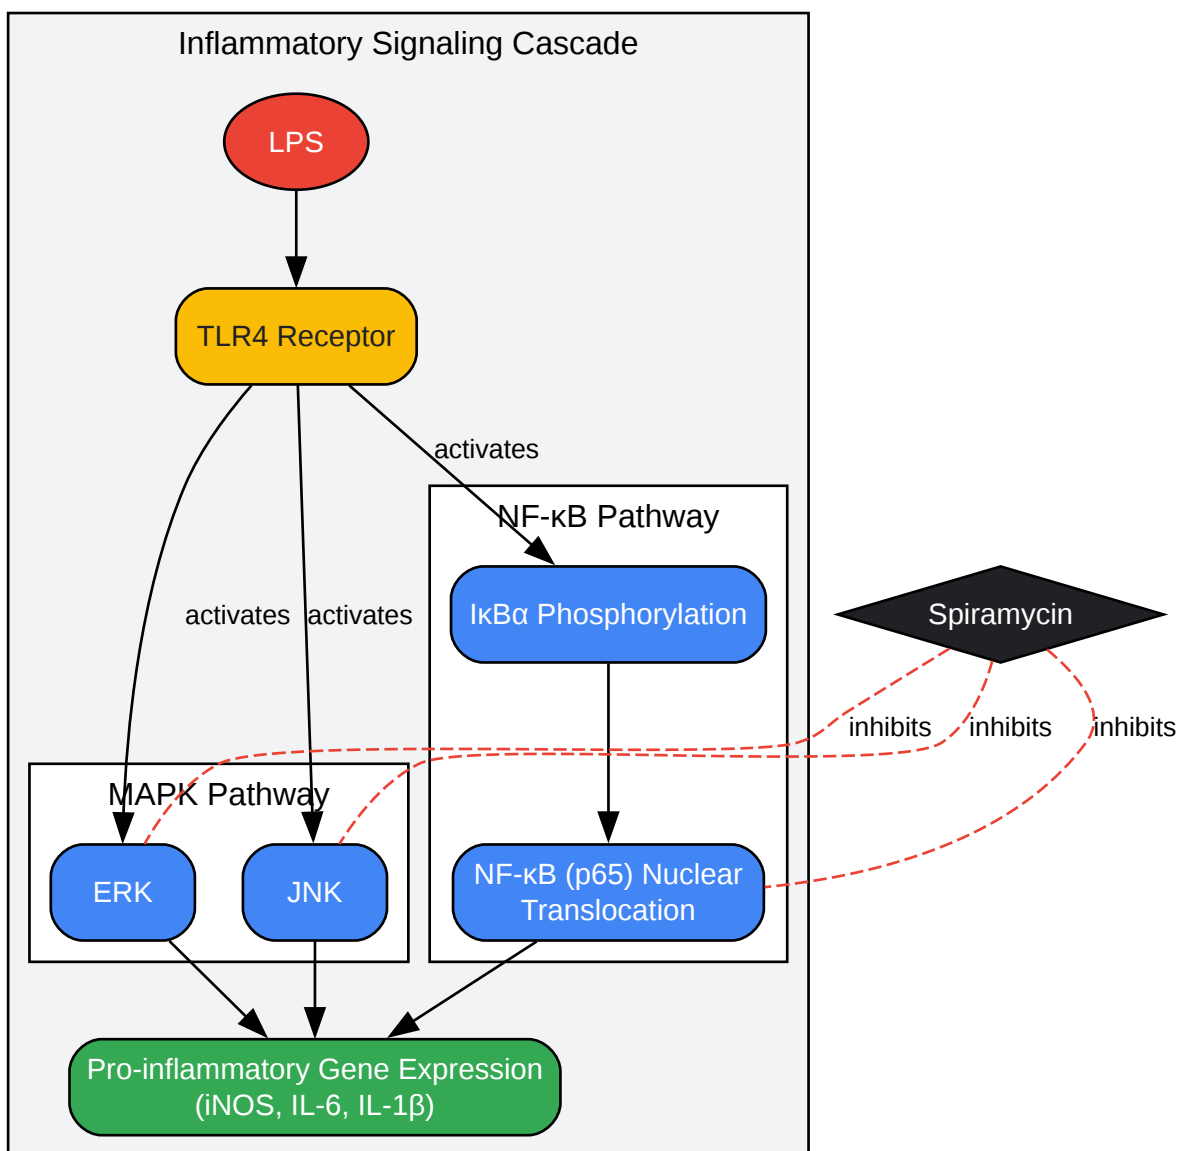 Inflammatory Signaling Cascade
LPS
TLR4 Receptor
activates
NF-κB Pathway
activates
activates
IκBα Phosphorylation
Spiramycin
inhibits
inhibits
inhibits
MAPK Pathway
ERK
JNK
NF-κB (p65) Nuclear
Translocation
Pro-inflammatory Gene Expression
(iNOS, IL-6, IL-1β)